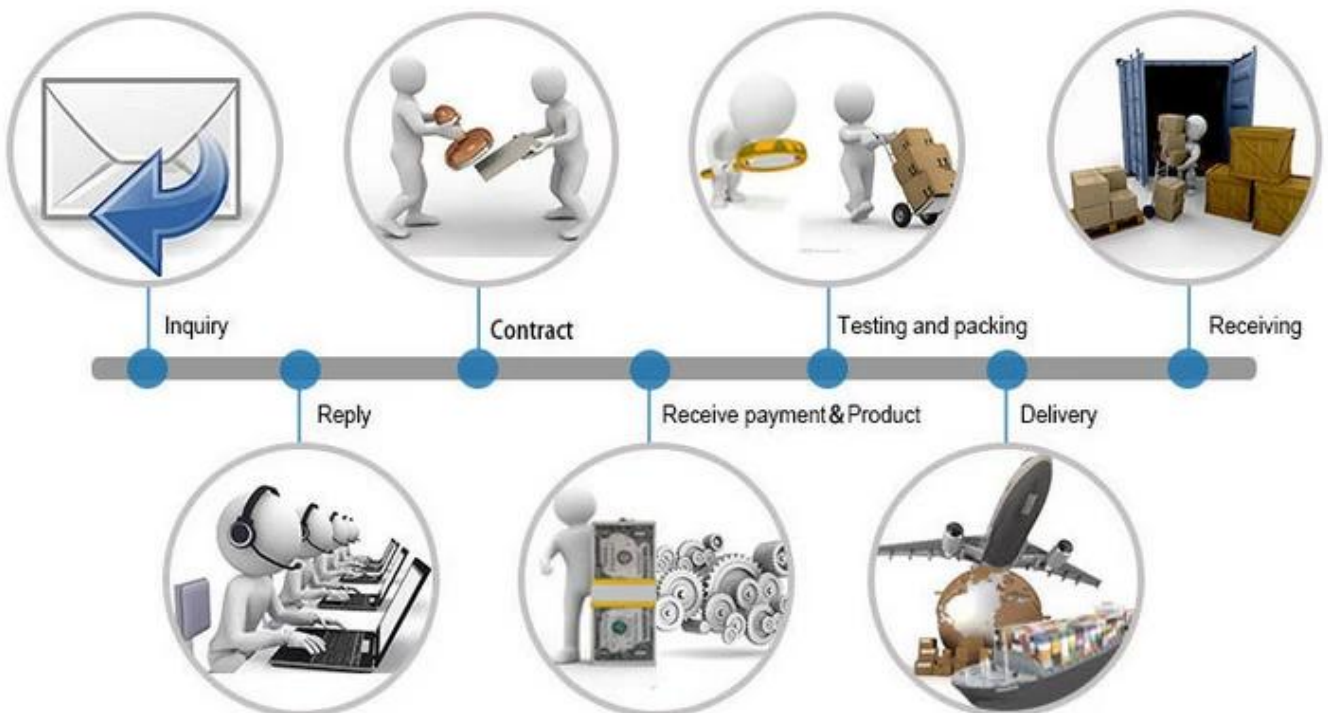 Inquiry
Contract
Testing and packing
Receiving
Reply
Receive payment&Product
Delivery